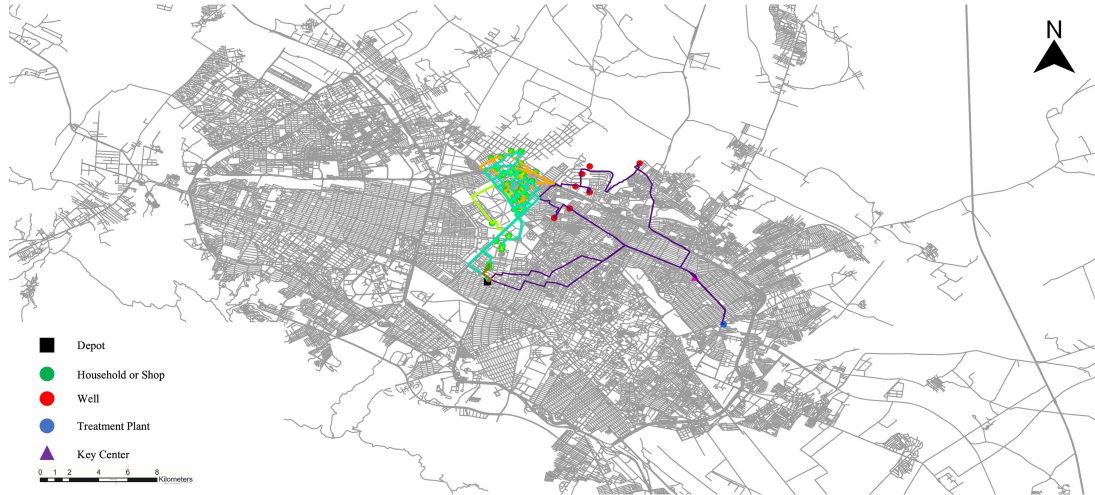 N
Depot
Household or Shop
Well
Treatment Plant
Key Center
0 1 2 4 6 8
Kilometers